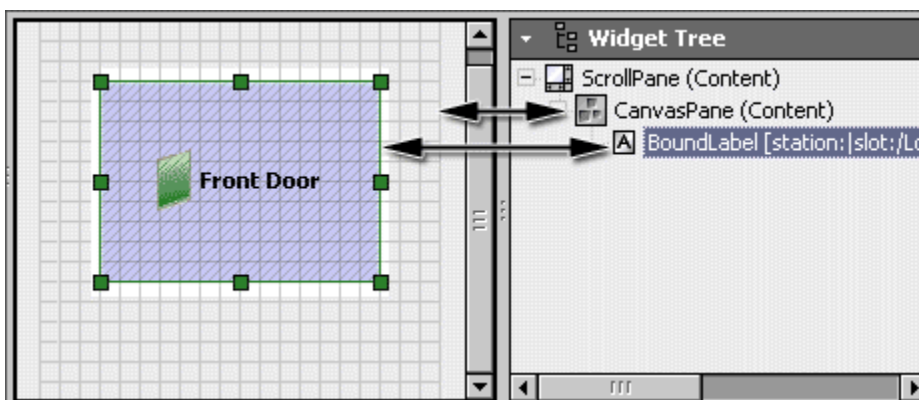 Widget Tree
ScrollPane (Content)
CanvasPane (Content)
A
BoundLabel [station:|slot:/Lo
Front Door